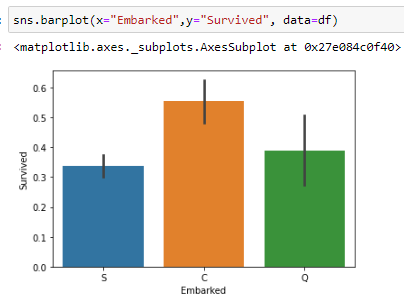 sns.barplot(x="Embarked",y="Survived", data=df)
<matplotlib.axes._subplots.AxesSubplot at 0x27e084c0f40>
0.6
0.5
0.4
0.3
0.2
0.1
0.0
Survived
S C Q
Embarked